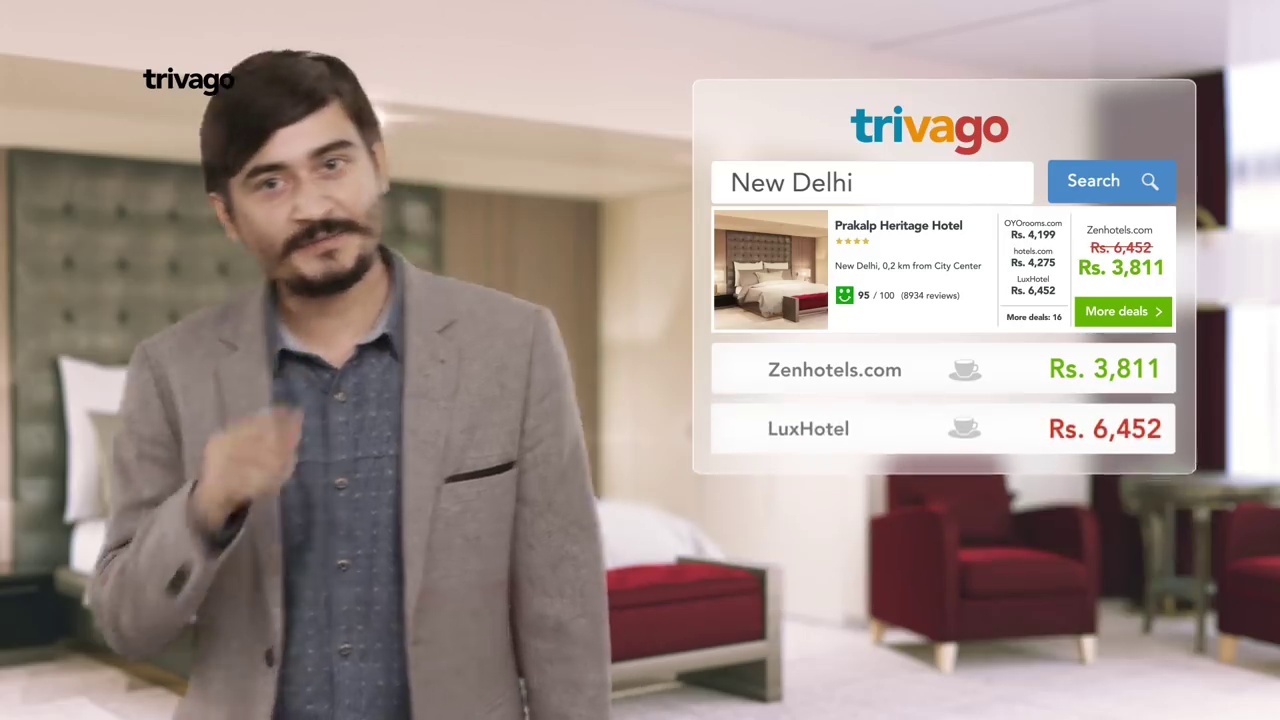 trivago
trivago
New Delhi
Search
Prakalp Heritage Hotel
New Delhi, 0,2 km from City Center
95 / 100 (8934 reviews)
OYOrooms.com
Rs. 4,199
hotels.com
Rs. 4,275
LuxHotel
Rs. 6,452
More deals: 16
Zenhotels.com
Rs. 6,452
Rs. 3,811
More deals >
Zenhotels.com Rs. 3,811
LuxHotel Rs. 6,452